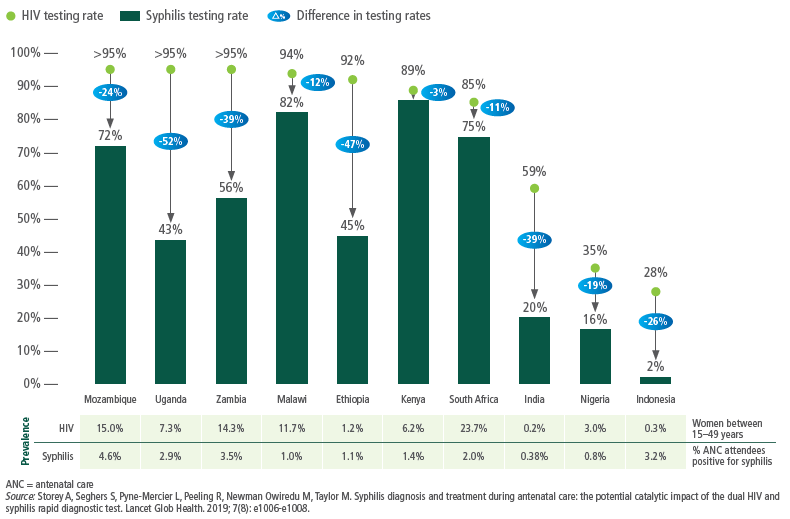 HIV testing rate Syphilis testing rate Δ% Difference in testing rates
100% >95% >95% >95% 94% 92% 89% 85% 75% 59% 35% 28%
90% -24% -12% -3% -11%
80% 72% -39% 82%
70% -52% -47%
60% 56%
50% 43% 45%
40% -39%
30% -19%
20% 20% 16% -26%
10% 2%
0%
Mozambique Uganda Zambia Malawi Ethiopia Kenya South Africa India Nigeria Indonesia
Prevalence
HIV 15.0% 7.3% 14.3% 11.7% 1.2% 6.2% 23.7% 0.2% 3.0% 0.3% Women between
15–49 years
Syphilis 4.6% 2.9% 3.5% 1.0% 1.1% 1.4% 2.0% 0.38% 0.8% 3.2% % ANC attendees
positive for syphilis
ANC = antenatal care
Source: Storey A, Seghers S, Pyne-Mercier L, Peeling R, Newman Owiredu M, Taylor M. Syphilis diagnosis and treatment during antenatal care: the potential catalytic impact of the dual HIV and
syphilis rapid diagnostic test. Lancet Glob Health. 2019; 7(8): e1006-e1008.